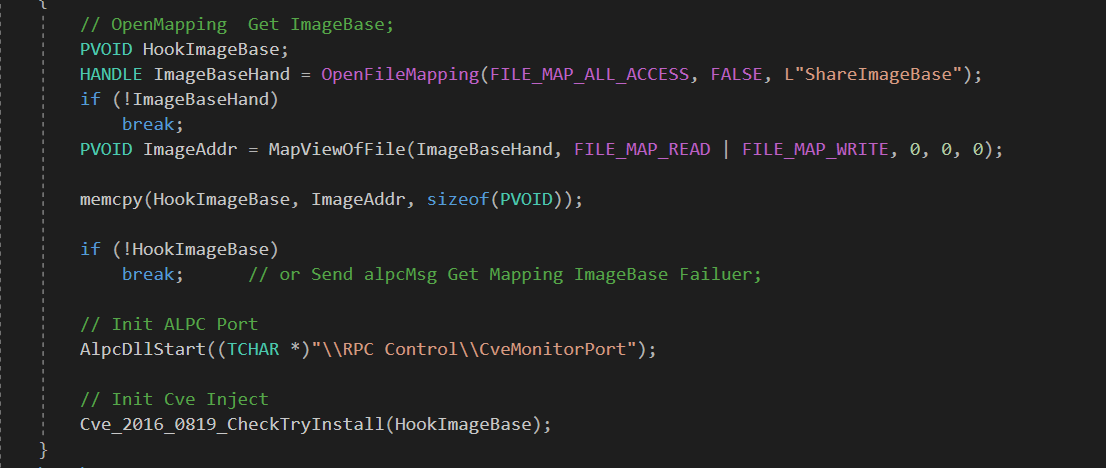 {
// OpenMapping  Get ImageBase;
PVOID HookImageBase;
HANDLE ImageBaseHand = OpenFileMapping(FILE_MAP_ALL_ACCESS, FALSE, L"ShareImageBase");
if (!ImageBaseHand)
break;
PVOID ImageAddr = MapViewOfFile(ImageBaseHand, FILE_MAP_READ | FILE_MAP_WRITE, 0, 0, 0);
memcpy(HookImageBase, ImageAddr, sizeof(PVOID));
if (!HookImageBase)
break;      // or Send alpcMsg Get Mapping ImageBase Failuer;
// Init ALPC Port
AlpcDllStart((TCHAR *)"\\RPC Control\\CveMonitorPort");
// Init Cve Inject
Cve_2016_0819_CheckTryInstall(HookImageBase);
}